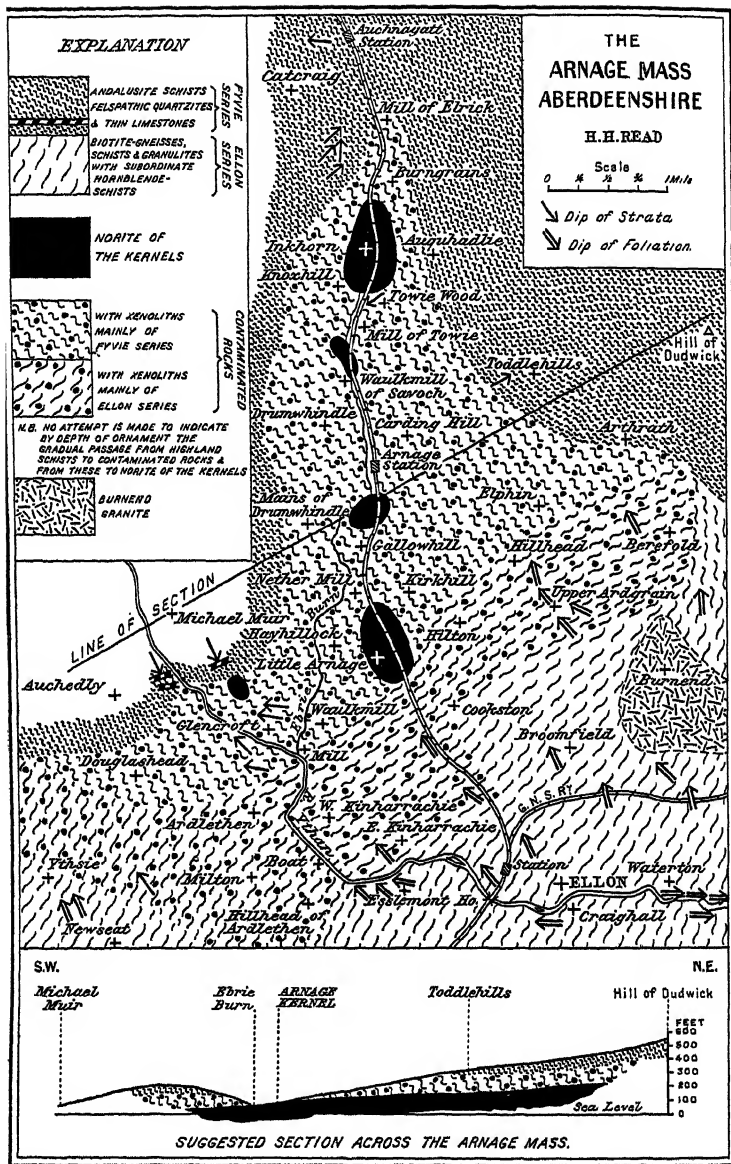 EXPLANATION
ANDALUSITE SCHISTS
FELSPATHIC QUARTZITES
& THIN LIMESTONES
FYVIE
SERIES
BIOTITE-GNEISSES,
SCHISTS & GRANULITES
WITH SUBORDINATE
HORNBLENDE-
SCHISTS
ELLON
SERIES
NORITE OF
THE KERNELS
WITH XENOLITHS
MAINLY OF
FYVIE SERIES
WITH XENOLITHS
MAINLY OF
ELLON SERIES
CONTAMINATED
ROCKS
N.B. NO ATTEMPT IS MADE TO INDICATE
BY DEPTH OF ORNAMENT THE
GRADUAL PASSAGE FROM HIGHLAND
SCHISTS TO CONTAMINATED ROCKS &
FROM THESE TO NORITE OF THE KERNELS
BURNEND
GRANITE
THE
ARNAGE MASS
ABERDEENSHIRE
H.H. READ
Scale
0 ¼ ½ ¾ 1 Mile
Dip of Strata
Dip of Foliation
Auchnagatt
Station
Catcraig
Mill of Elrick
Burngrains
Inkhorn
Auquhadlie
Knoxhill
Towie Wood
Mill of Towie
Hill of
Dudwick
Toddlehills
Waulkmill
of Savoch
Drumwhindle
Carding Hill
Arthrath
Arnage
Station
Mains of
Drumwhindle
Elphin
Gallowhill
Hillhead
Berefold
Nether Mill
Kirkhill
Upper Ardgrain
LINE OF SECTION
Michael Muir
Burn
Hayhillock
Hilton
Little Arnage
Auchedly
Burnend
Waulkmill
Cookston
Glencroft
Broomfield
Mill
Douglashead
G.N.S. RY
W. Kinharrachie
Ardlethen
E. Kinharrachie
R. Ythan
Ythsie
Milton
Boat
Station
ELLON
Waterton
Esslemont Ho.
Craighall
Newseat
Hillhead of
Ardlethen
S.W.
N.E.
Michael
Muir
Ebrie
Burn
ARNAGE
KERNEL
Toddlehills
Hill of Dudwick
FEET
600
500
400
300
200
100
0
Sea Level
SUGGESTED SECTION ACROSS THE ARNAGE MASS.